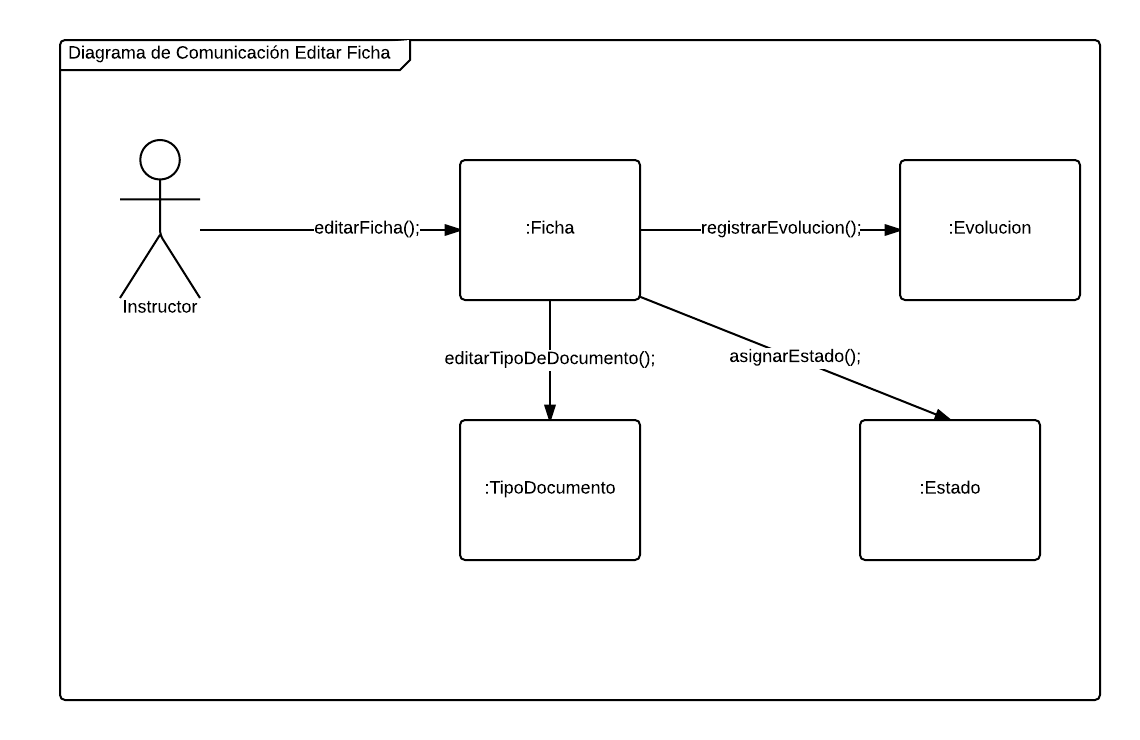 Diagrama de Comunicación Editar Ficha
editarFicha();
:Ficha
registrarEvolucion();
:Evolucion
Instructor
editarTipoDeDocumento();
asignarEstado();
:TipoDocumento
:Estado